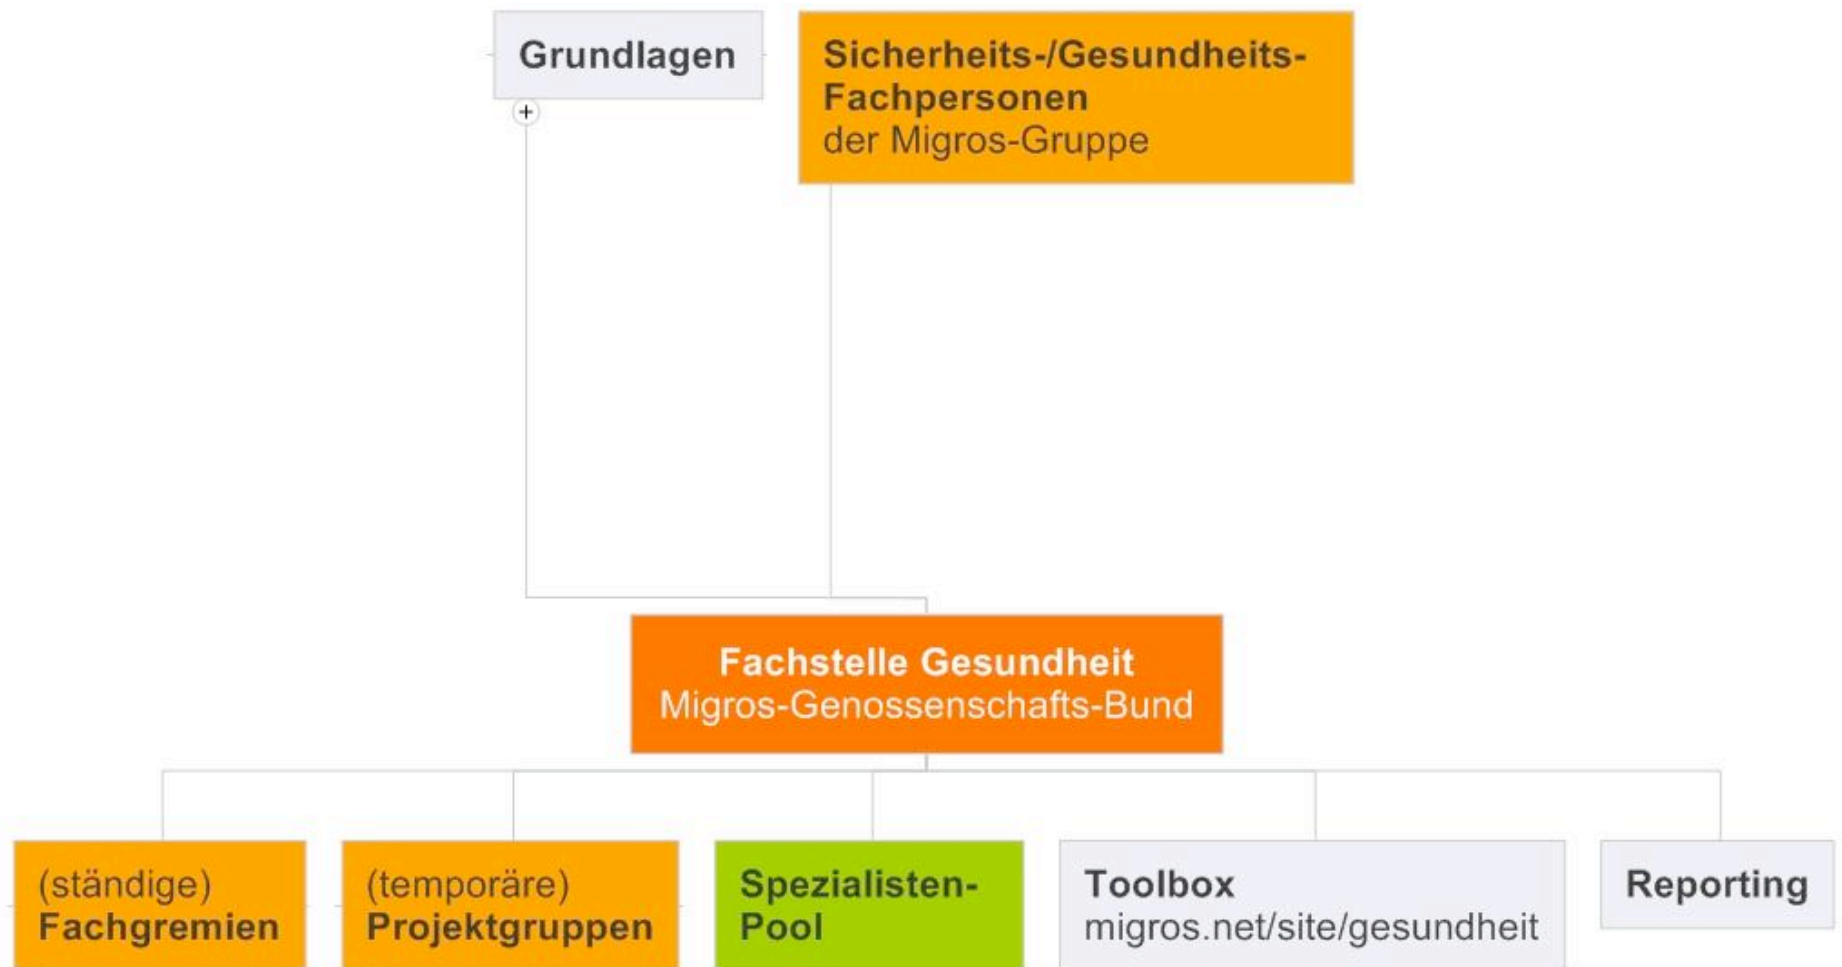 Grundlagen
Sicherheits-/Gesundheits-
Fachpersonen
der Migros-Gruppe
Fachstelle Gesundheit
Migros-Genossenschafts-Bund
(ständige)
Fachgremien
(temporäre)
Projektgruppen
Spezialisten-
Pool
Toolbox
migros.net/site/gesundheit
Reporting